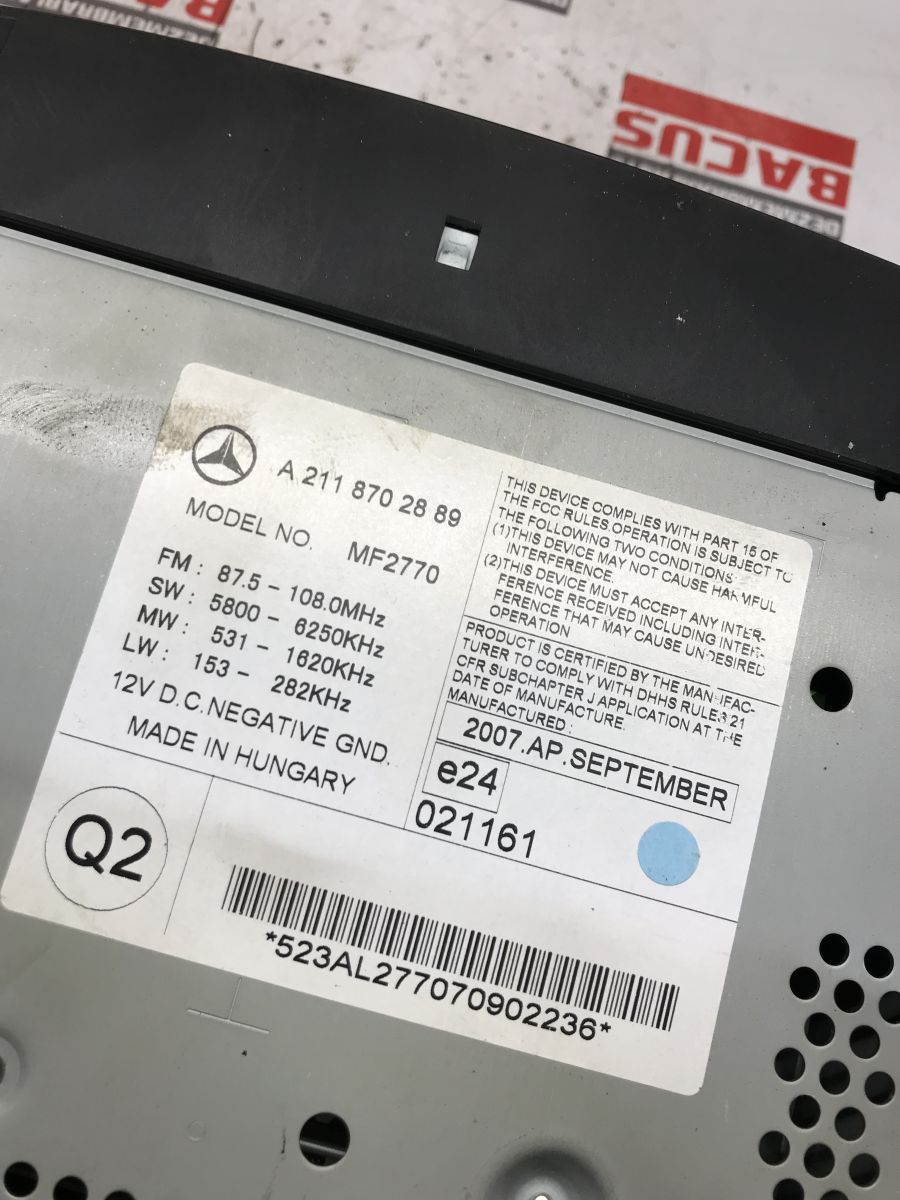 BACUS
A 211 870 28 89
MODEL NO. MF2770
FM : 87.5 - 108.0MHz
SW : 5800 - 6250KHz
MW : 531 - 1620KHz
LW : 153 - 282KHz
12V D.C.NEGATIVE GND.
MADE IN HUNGARY
THIS DEVICE COMPLIES WITH PART 15 OF
THE FCC RULES OPERATION IS SUBJECT TO
THE FOLLOWING TWO CONDITIONS
(1)THIS DEVICE MAY NOT CAUSE HARMFUL
INTERFERENCE.
(2)THIS DEVICE MUST ACCEPT ANY INTER-
FERENCE RECEIVED INCLUDING INTER-
FERENCE THAT MAY CAUSE UNDESIRED
OPERATION
PRODUCT IS CERTIFIED BY THE MANUFAC-
TURER TO COMPLY WITH DHHS RULES 21
CFR SUBCHAPTER J APPLICATION AT THE
DATE OF MANUFACTURE.
MANUFACTURED :
2007.AP.SEPTEMBER
e24
021161
Q2
*523AL277070902236*